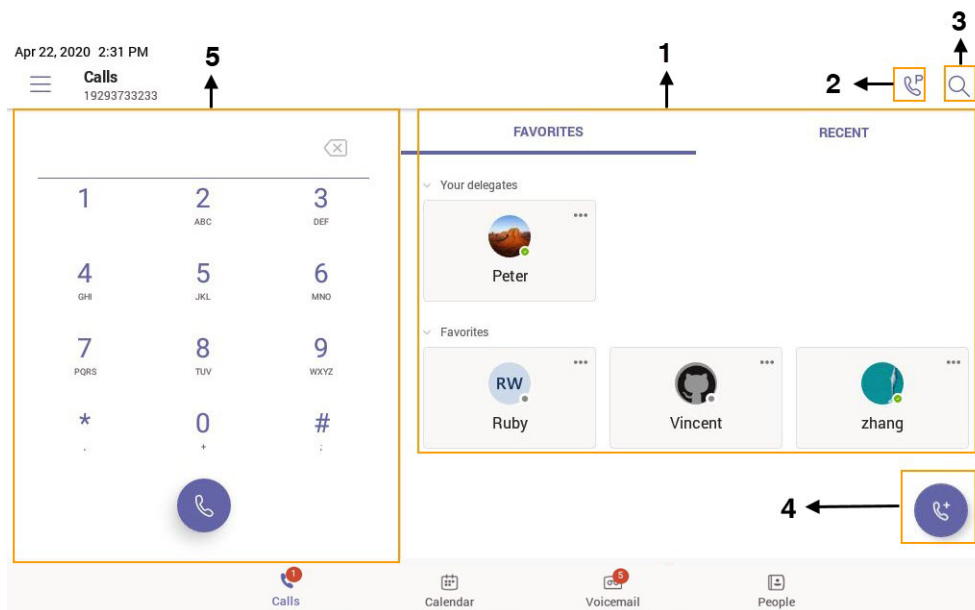 3
Apr 22, 2020 2:31 PM
5
1
Calls
19293733233
2
P
FAVORITES
RECENT
Your delegates
Peter
1
2
ABC
3
DEF
4
GHI
5
JKL
6
MNO
7
PQRS
8
TUV
9
WXYZ
*
,
0
+
#
;
Favorites
RW
Ruby
Vincent
zhang
4
1
Calls
Calendar
5
Voicemail
People